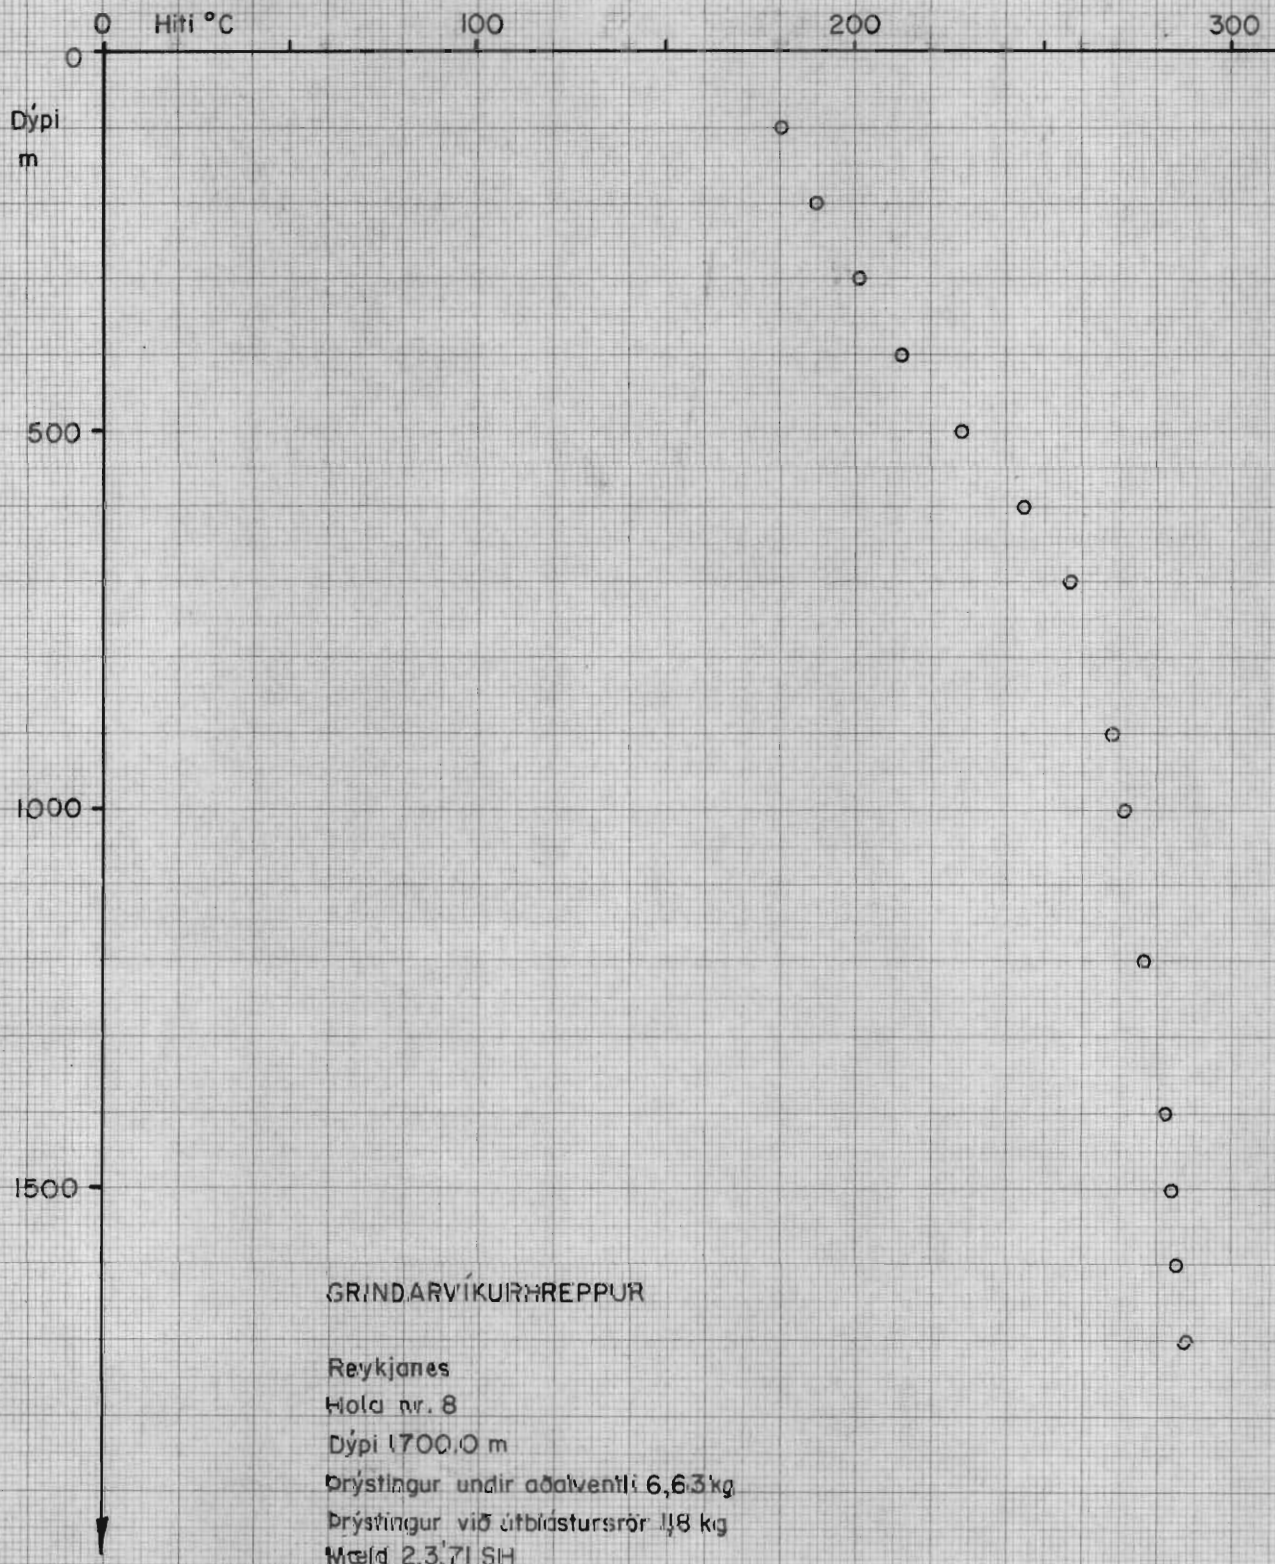 0 Hiti °C 100 200 300
0
Dýpi
m
500
1000
1500
GRINDARVÍKURHREPPUR
Reykjanes
Hola nr. 8
Dýpi 1700,0 m
Þrýstingur undir aðalventli 6,63 kg
Þrýstingur við útblástursrör 1,18 kg
Mæld 2.3.'71 SH